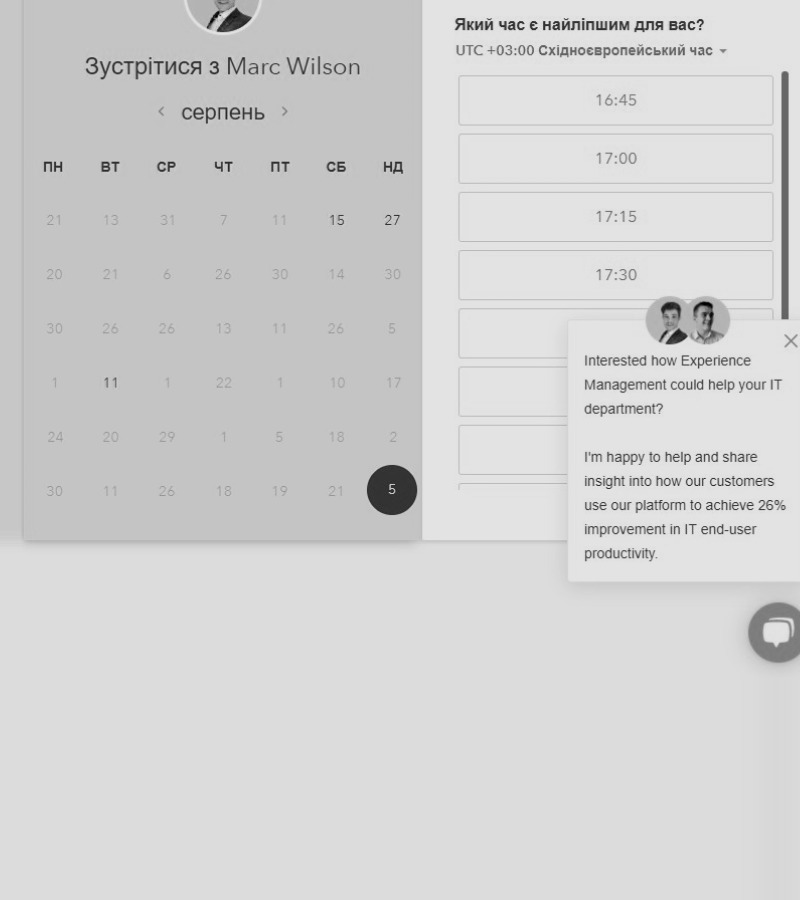 Зустрітися з Marc Wilson
серпень
ПН ВТ СР ЧТ ПТ СБ НД
21 13 31 7 11 15 27
20 21 6 26 30 14 30
30 26 26 13 11 26 5
1 11 1 22 1 10 17
24 20 29 1 5 18 2
30 11 26 18 19 21 5
Який час є найліпшим для вас?
UTC +03:00 Східноєвропейський час
16:45
17:00
17:15
17:30
Interested how Experience
Management could help your IT
department?
I'm happy to help and share
insight into how our customers
use our platform to achieve 26%
improvement in IT end-user
productivity.